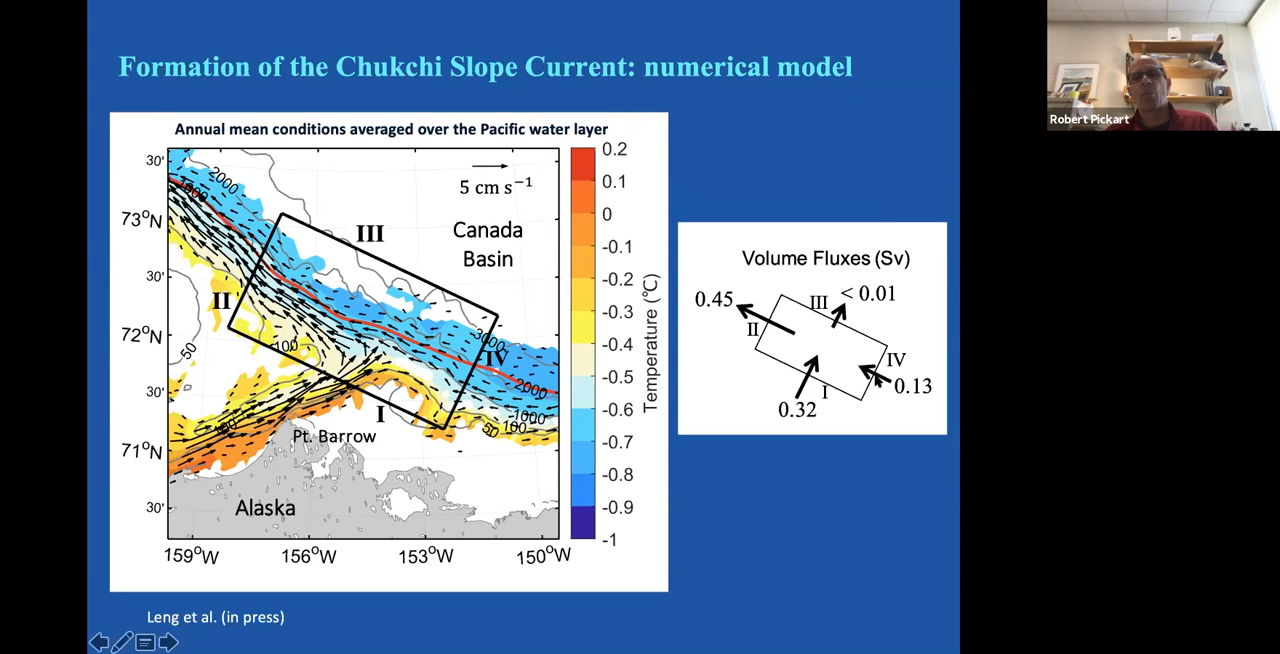 Formation of the Chukchi Slope Current: numerical model
Robert Pickart
Annual mean conditions averaged over the Pacific water layer
30'
73°N
30'
72°N
30'
71°N
30'
159°W
156°W
153°W
150°W
5 cm s⁻¹
Canada
Basin
III
II
IV
I
2000
3000
2000
1000
100
50
100
50
Pt. Barrow
Alaska
0.2
0.1
0
-0.1
-0.2
-0.3
-0.4
-0.5
-0.6
-0.7
-0.8
-0.9
-1
Temperature (°C)
Volume Fluxes (Sv)
0.45
III
< 0.01
II
IV
0.13
I
0.32
Leng et al. (in press)